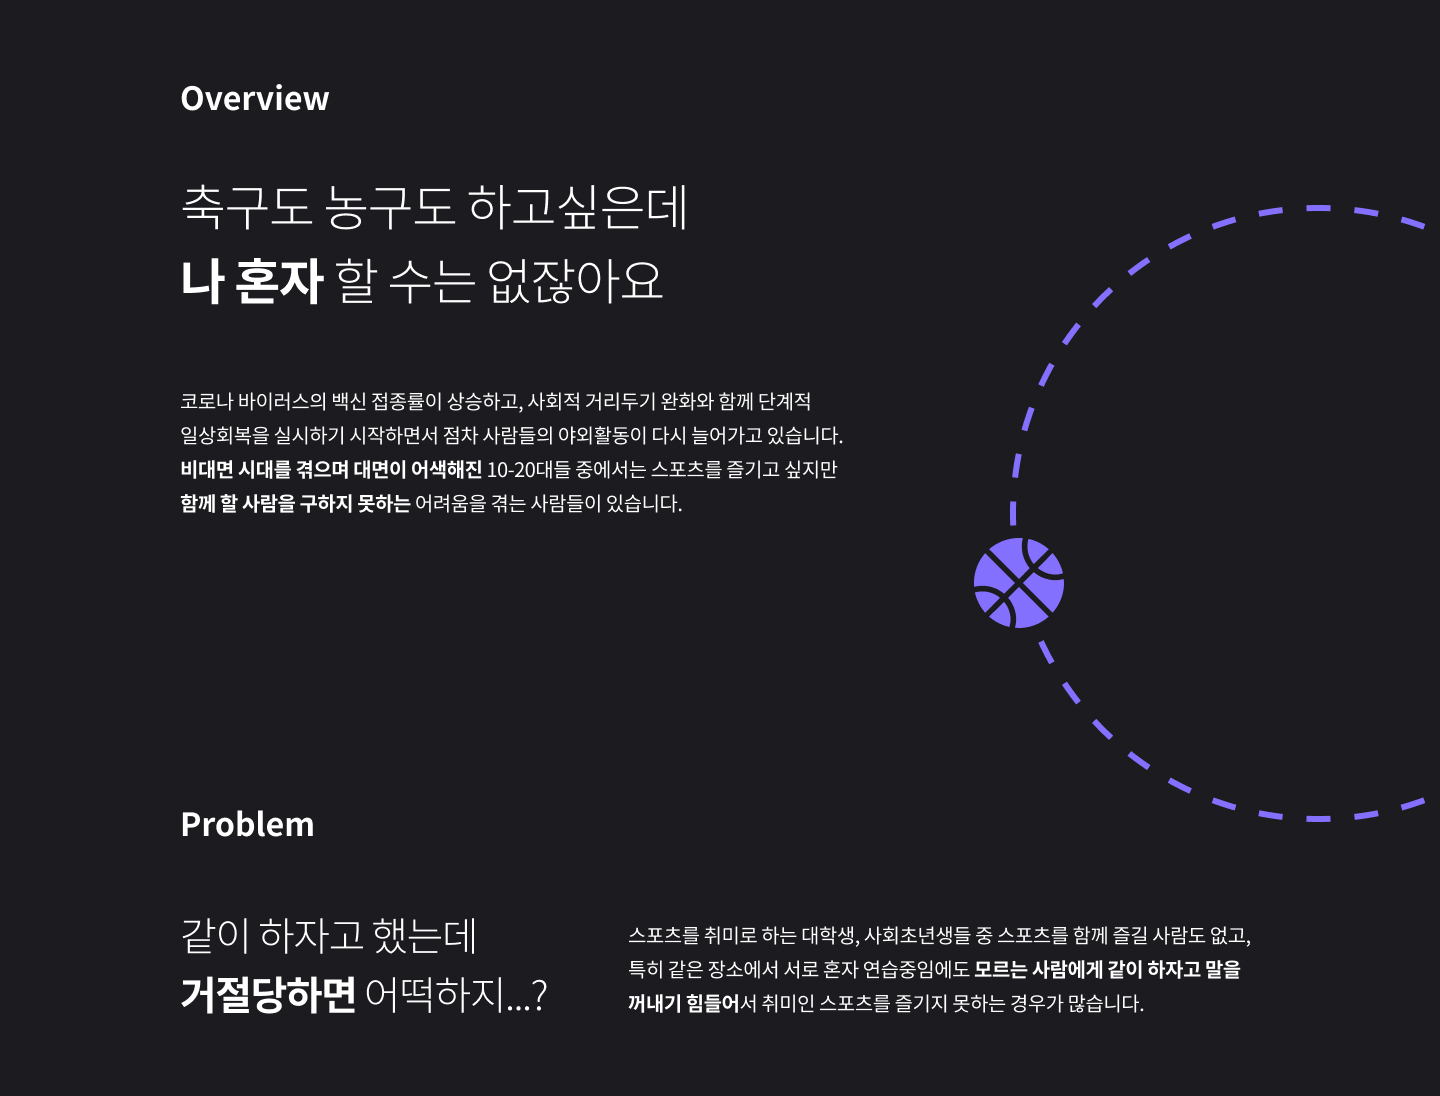 Overview
축구도 농구도 하고싶은데
나 혼자 할 수는 없잖아요
코로나 바이러스의 백신 접종률이 상승하고, 사회적 거리두기 완화와 함께 단계적
일상회복을 실시하기 시작하면서 점차 사람들의 야외활동이 다시 늘어가고 있습니다.
비대면 시대를 겪으며 대면이 어색해진 10-20대들 중에서는 스포츠를 즐기고 싶지만
함께 할 사람을 구하지 못하는 어려움을 겪는 사람들이 있습니다.
Problem
같이 하자고 했는데
거절당하면 어떡하지...?
스포츠를 취미로 하는 대학생, 사회초년생들 중 스포츠를 함께 즐길 사람도 없고,
특히 같은 장소에서 서로 혼자 연습중임에도 모르는 사람에게 같이 하자고 말을
꺼내기 힘들어서 취미인 스포츠를 즐기지 못하는 경우가 많습니다.